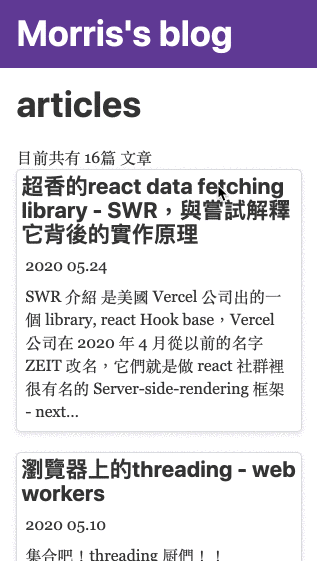 Morris's blog
articles
目前共有 16篇 文章
超香的react data fetching
library - SWR，與嘗試解釋
它背後的實作原理
2020 05.24
SWR 介紹 是美國 Vercel 公司出的一
個 library, react Hook base，Vercel
公司在 2020 年 4 月從以前的名字
ZEIT 改名，它們就是做 react 社群裡
很有名的 Server-side-rendering 框架
- next...
瀏覽器上的threading - web
workers
2020 05.10
集合吧！threading 厨們！！